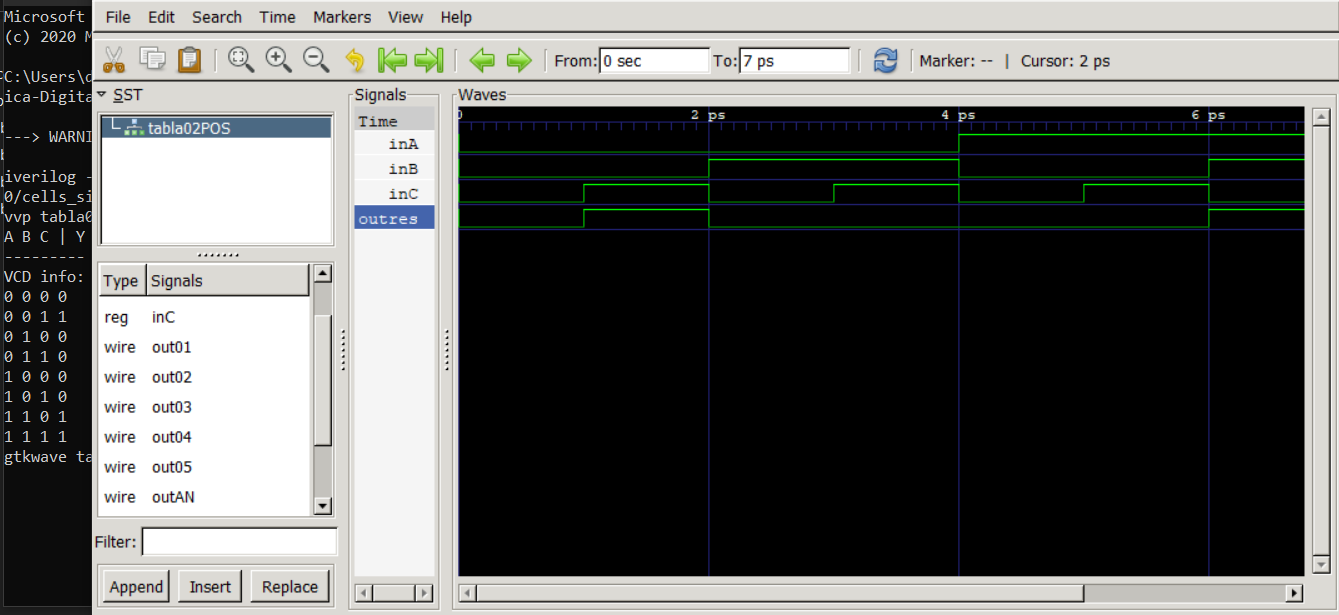 Microsoft
(c) 2020 M
C:\Users\d
ica-Digita
---> WARNI
iverilog -
0/cells_si
vvp tabla0
A B C | Y
---------
VCD info:
0 0 0 0
0 0 1 1
0 1 0 0
0 1 1 0
1 0 0 0
1 0 1 0
1 1 0 1
1 1 1 1
gtkwave ta
File Edit Search Time Markers View Help
From: 0 sec To: 7 ps Marker: -- | Cursor: 2 ps
SST
tabla02POS
Type Signals
reg inC
wire out01
wire out02
wire out03
wire out04
wire out05
wire outAN
Filter:
Append Insert Replace
Signals
Time
inA
inB
inC
outres
Waves
0 2 ps 4 ps 6 ps